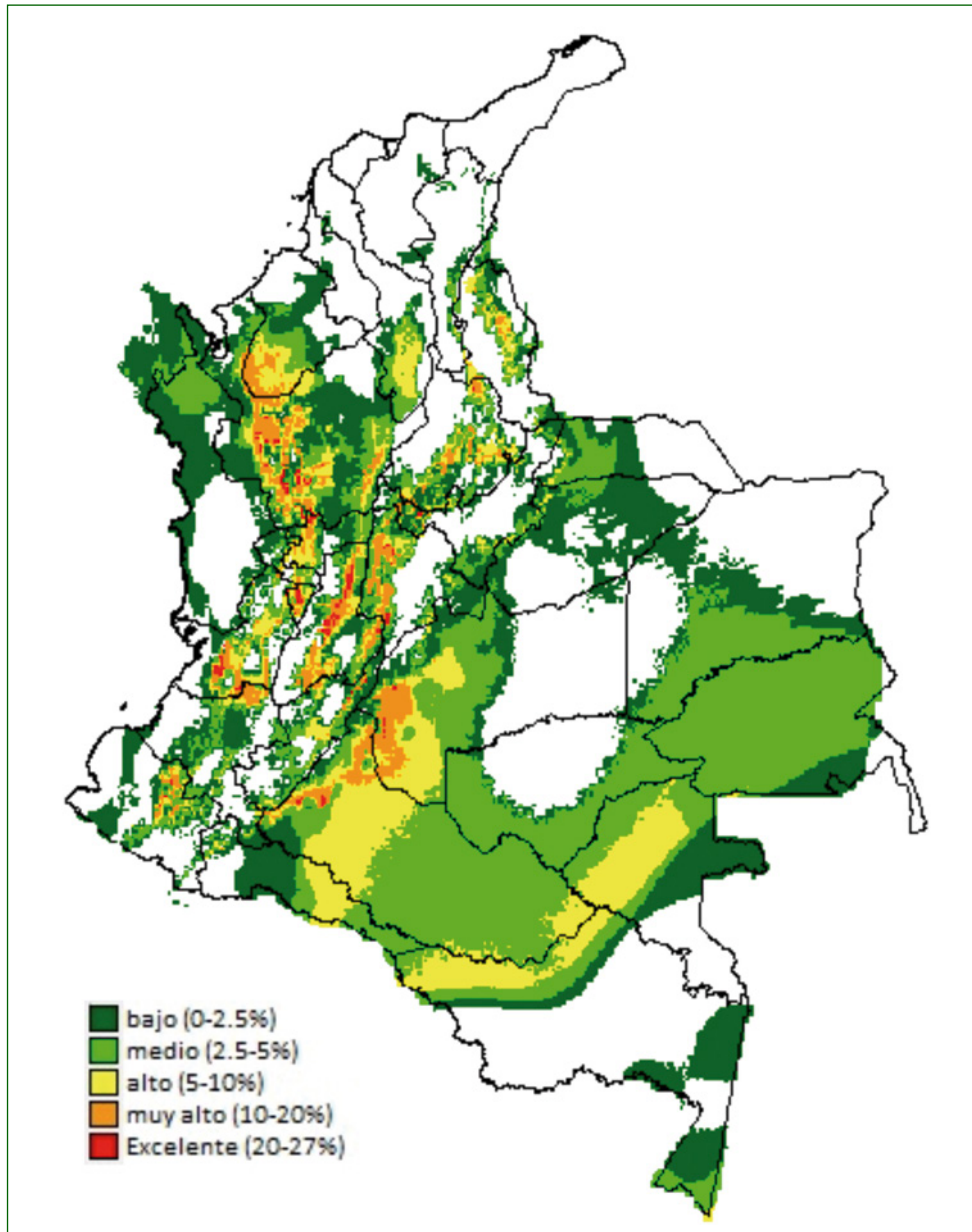 bajo (0-2.5%)
medio (2.5-5%)
alto (5-10%)
muy alto (10-20%)
Excelente (20-27%)